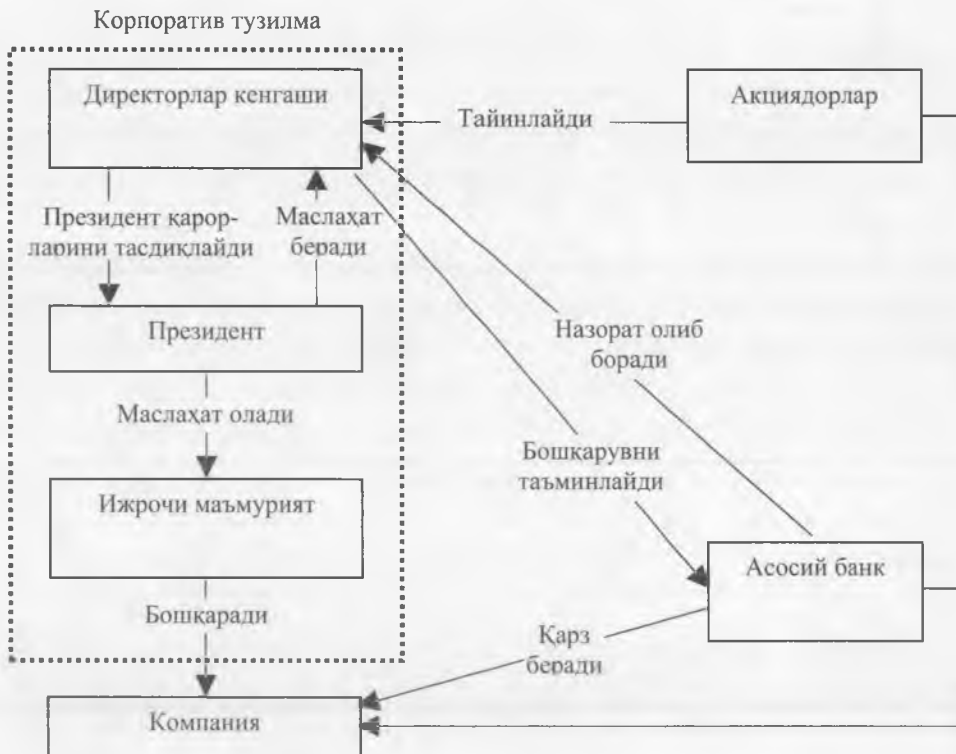 Корпоратив тузилма
Директорлар кенгаши
Акциядорлар
Тайинлайди
Президент қарор-
ларини тасдиқлайди
Маслаҳат
беради
Президент
Назорат олиб
боради
Маслаҳат олади
Бошқарувни
таъминлайди
Ижрочи маъмурият
Асосий банк
Бошқаради
Қарз
беради
Компания